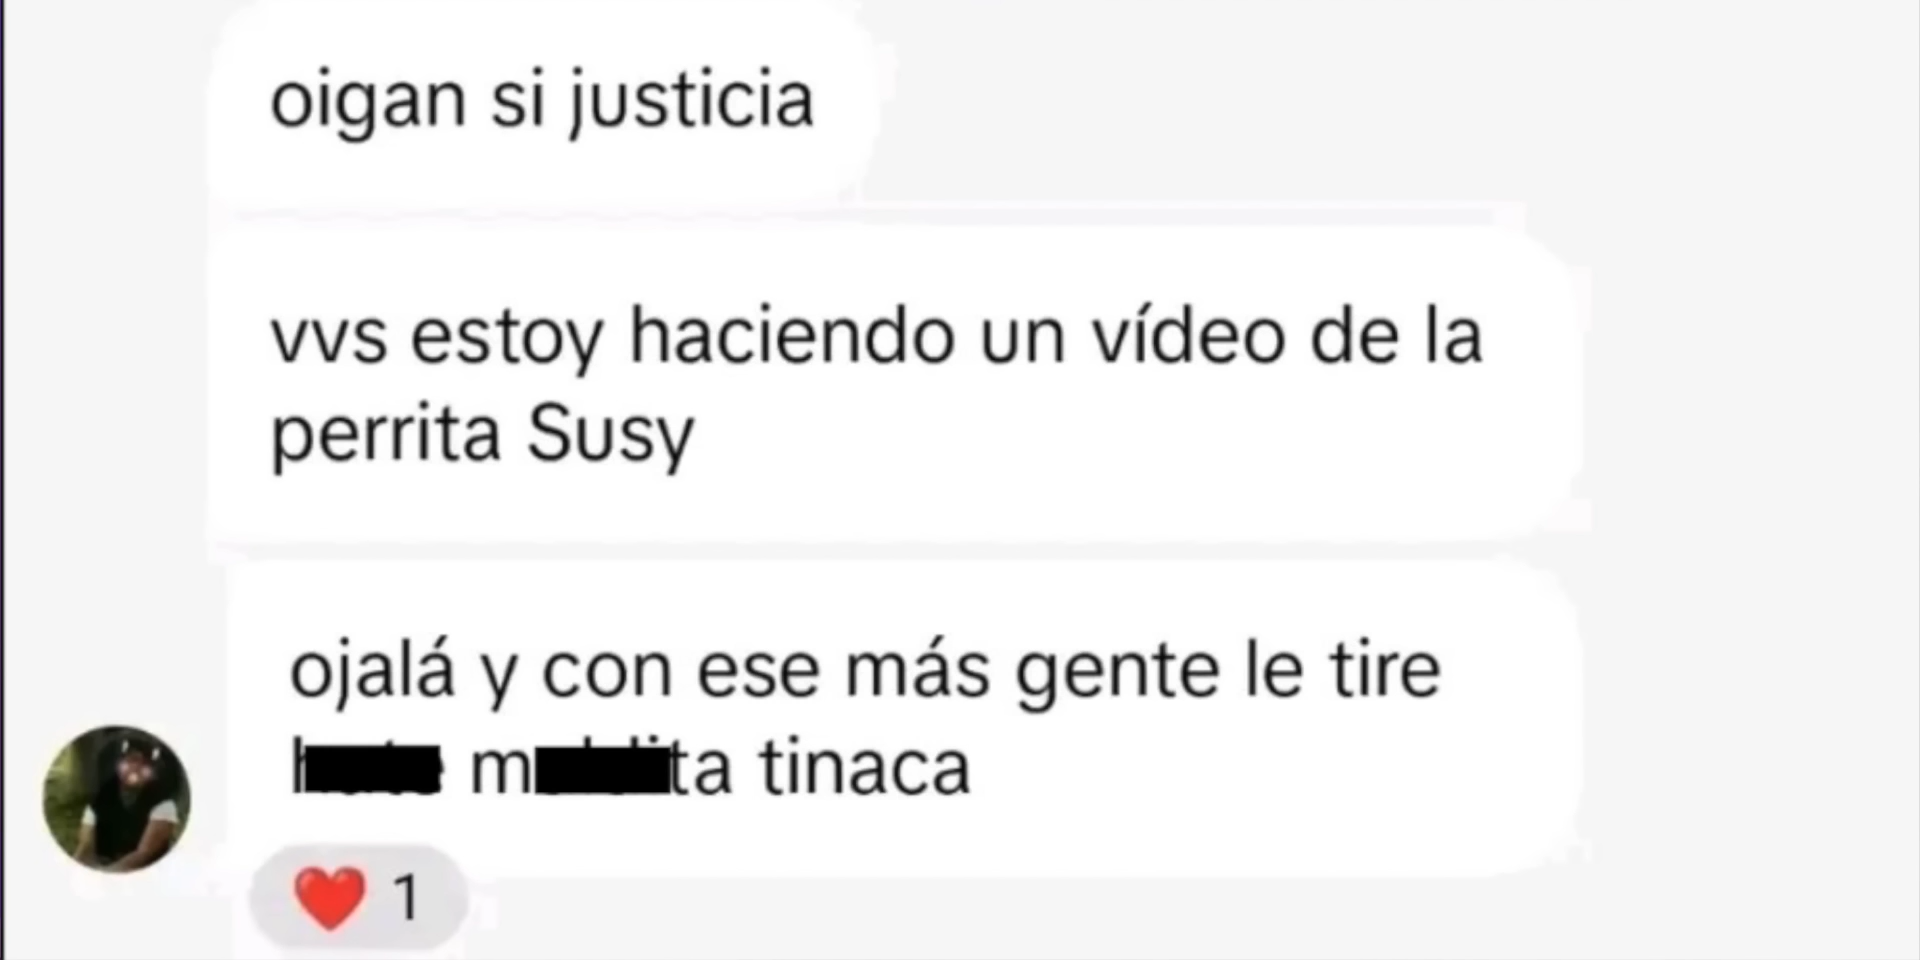 oigan si justicia
vvs estoy haciendo un vídeo de la
perrita Susy
ojalá y con ese más gente le tire
tinaca
1